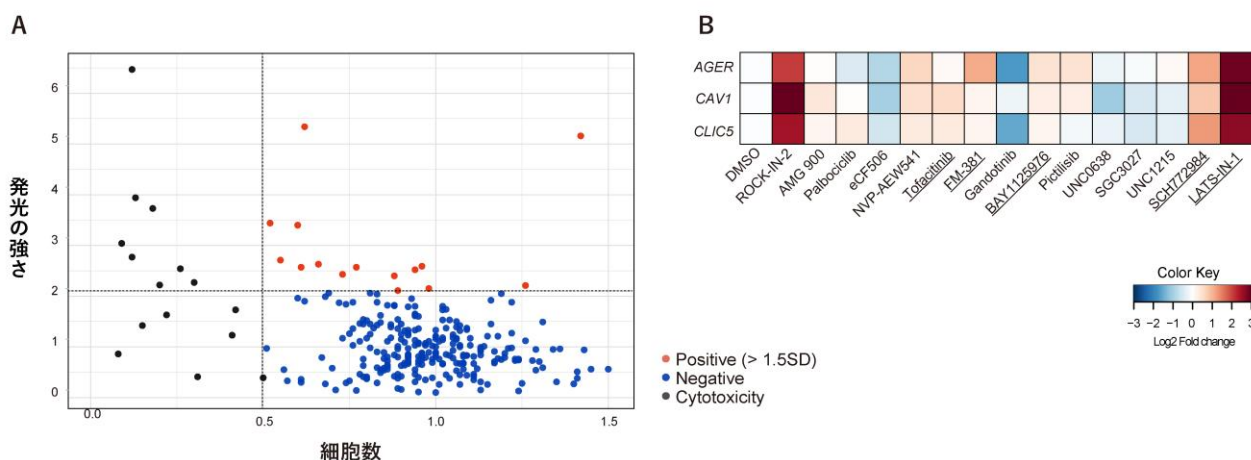 A
発光の強さ
6
5
4
3
2
1
0
0.0
0.5
1.0
1.5
細胞数
Positive (> 1.5SD)
Negative
Cytotoxicity
B
AGER
CAV1
CLIC5
DMSO
ROCK-IN-2
AMG 900
Palbociclib
eCF506
NVP-AEW541
Tofacitinib
FM-381
Gandotinib
BAY1125976
Pictilisib
UNC0638
SGC3027
UNC1215
SCH772984
LATS-IN-1
Color Key
−3 −2 −1 0 1 2 3
Log2 Fold change